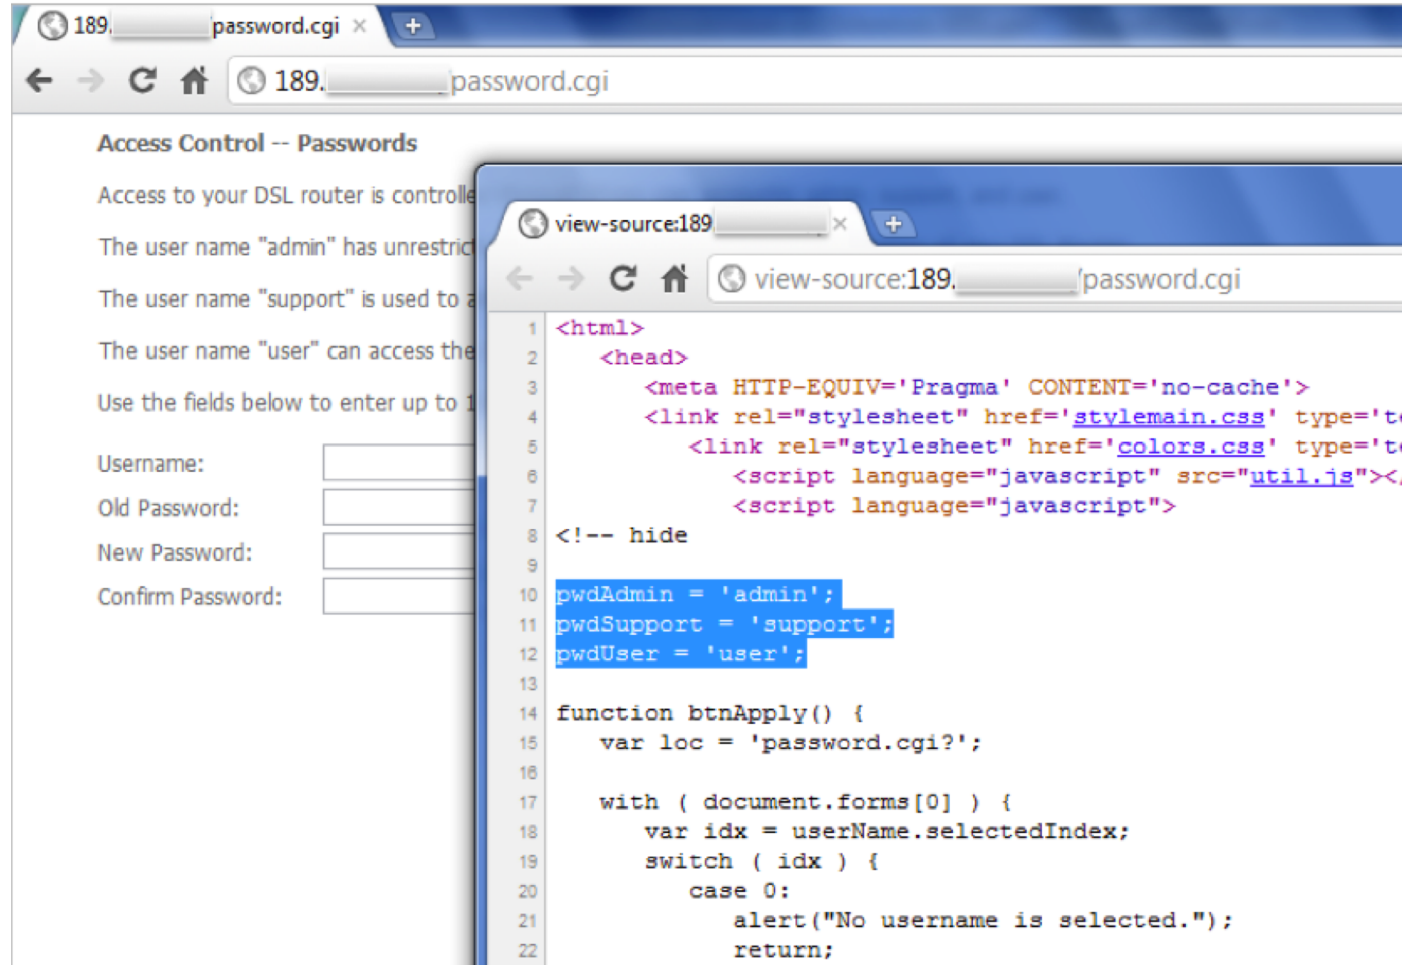 189. password.cgi
189. /password.cgi
Access Control -- Passwords
Access to your DSL router is controlle
The user name "admin" has unrestrict
The user name "support" is used to a
The user name "user" can access the
Use the fields below to enter up to 1
Username:
Old Password:
New Password:
Confirm Password:
view-source:189.
view-source:189. /password.cgi
1 <html>
2 <head>
3 <meta HTTP-EQUIV='Pragma' CONTENT='no-cache'>
4 <link rel="stylesheet" href='stylemain.css' type='te
5 <link rel="stylesheet" href='colors.css' type='te
6 <script language="javascript" src="util.js"></
7 <script language="javascript">
8 <!-- hide
9
10 pwdAdmin = 'admin';
11 pwdSupport = 'support';
12 pwdUser = 'user';
13
14 function btnApply() {
15 var loc = 'password.cgi?';
16
17 with ( document.forms[0] ) {
18 var idx = userName.selectedIndex;
19 switch ( idx ) {
20 case 0:
21 alert("No username is selected.");
22 return;